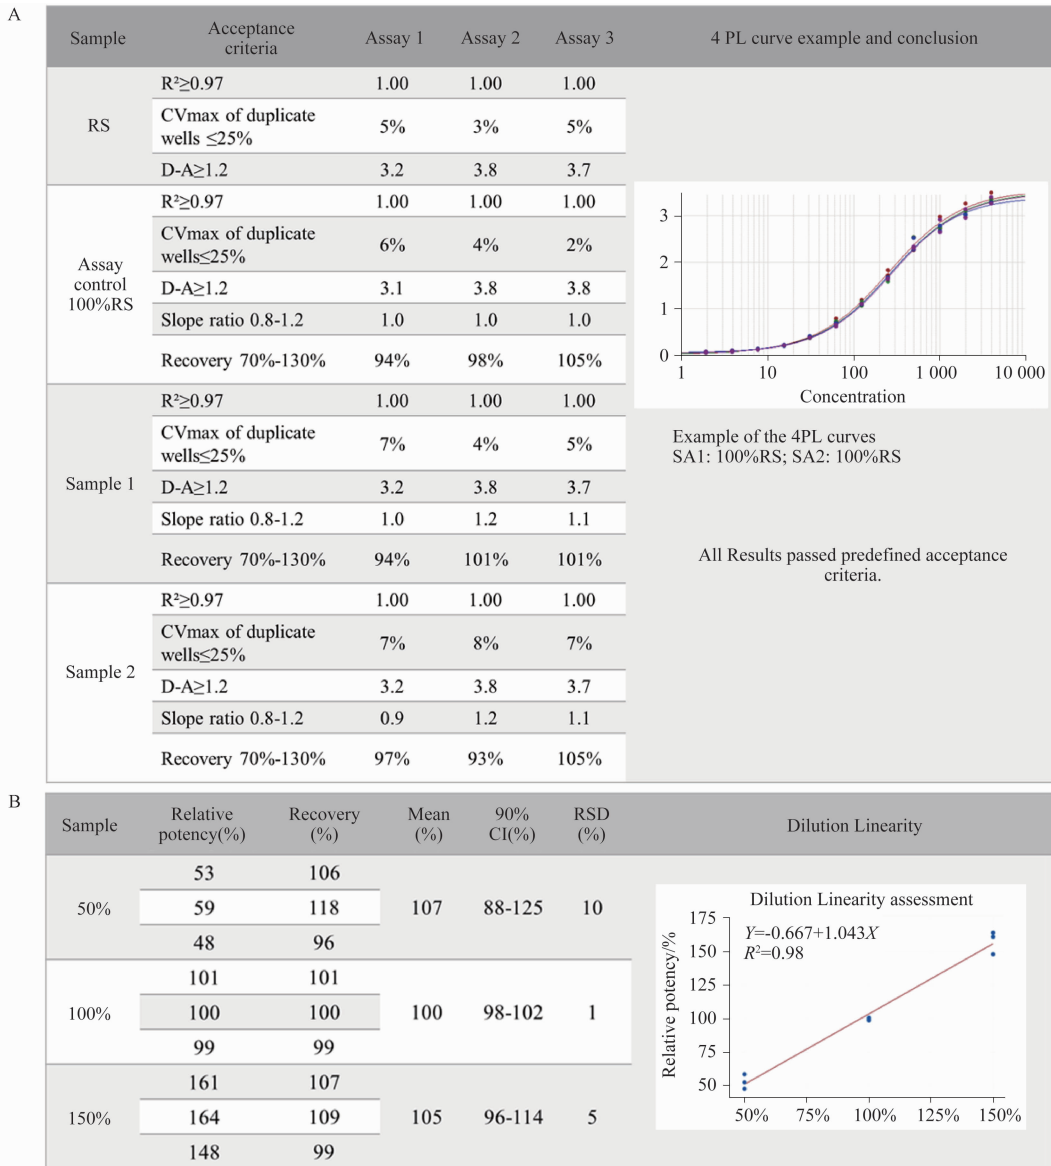 A
Sample Acceptance criteria Assay 1 Assay 2 Assay 3 4 PL curve example and conclusion
RS
R²≥0.97 1.00 1.00 1.00
CVmax of duplicate
wells ≤25% 5% 3% 5%
D-A≥1.2 3.2 3.8 3.7
Assay
control
100%RS
R²≥0.97 1.00 1.00 1.00
CVmax of duplicate
wells≤25% 6% 4% 2%
D-A≥1.2 3.1 3.8 3.8
Slope ratio 0.8-1.2 1.0 1.0 1.0
Recovery 70%-130% 94% 98% 105%
Sample 1
R²≥0.97 1.00 1.00 1.00
CVmax of duplicate
wells≤25% 7% 4% 5%
D-A≥1.2 3.2 3.8 3.7
Slope ratio 0.8-1.2 1.0 1.2 1.1
Recovery 70%-130% 94% 101% 101%
Sample 2
R²≥0.97 1.00 1.00 1.00
CVmax of duplicate
wells≤25% 7% 8% 7%
D-A≥1.2 3.2 3.8 3.7
Slope ratio 0.8-1.2 0.9 1.2 1.1
Recovery 70%-130% 97% 93% 105%
3
2
1
0
1 10 100 1 000 10 000
Concentration
Example of the 4PL curves
SA1: 100%RS; SA2: 100%RS
All Results passed predefined acceptance
criteria.
B
Sample Relative potency(%) Recovery (%) Mean (%) 90% CI(%) RSD (%) Dilution Linearity
53 106
50% 59 118 107 88-125 10
48 96
101 101
100% 100 100 100 98-102 1
99 99
161 107
150% 164 109 105 96-114 5
148 99
Dilution Linearity assessment
Y=-0.667+1.043X
R²=0.98
Relative potency/%
175
150
125
100
75
50
50% 75% 100% 125% 150%